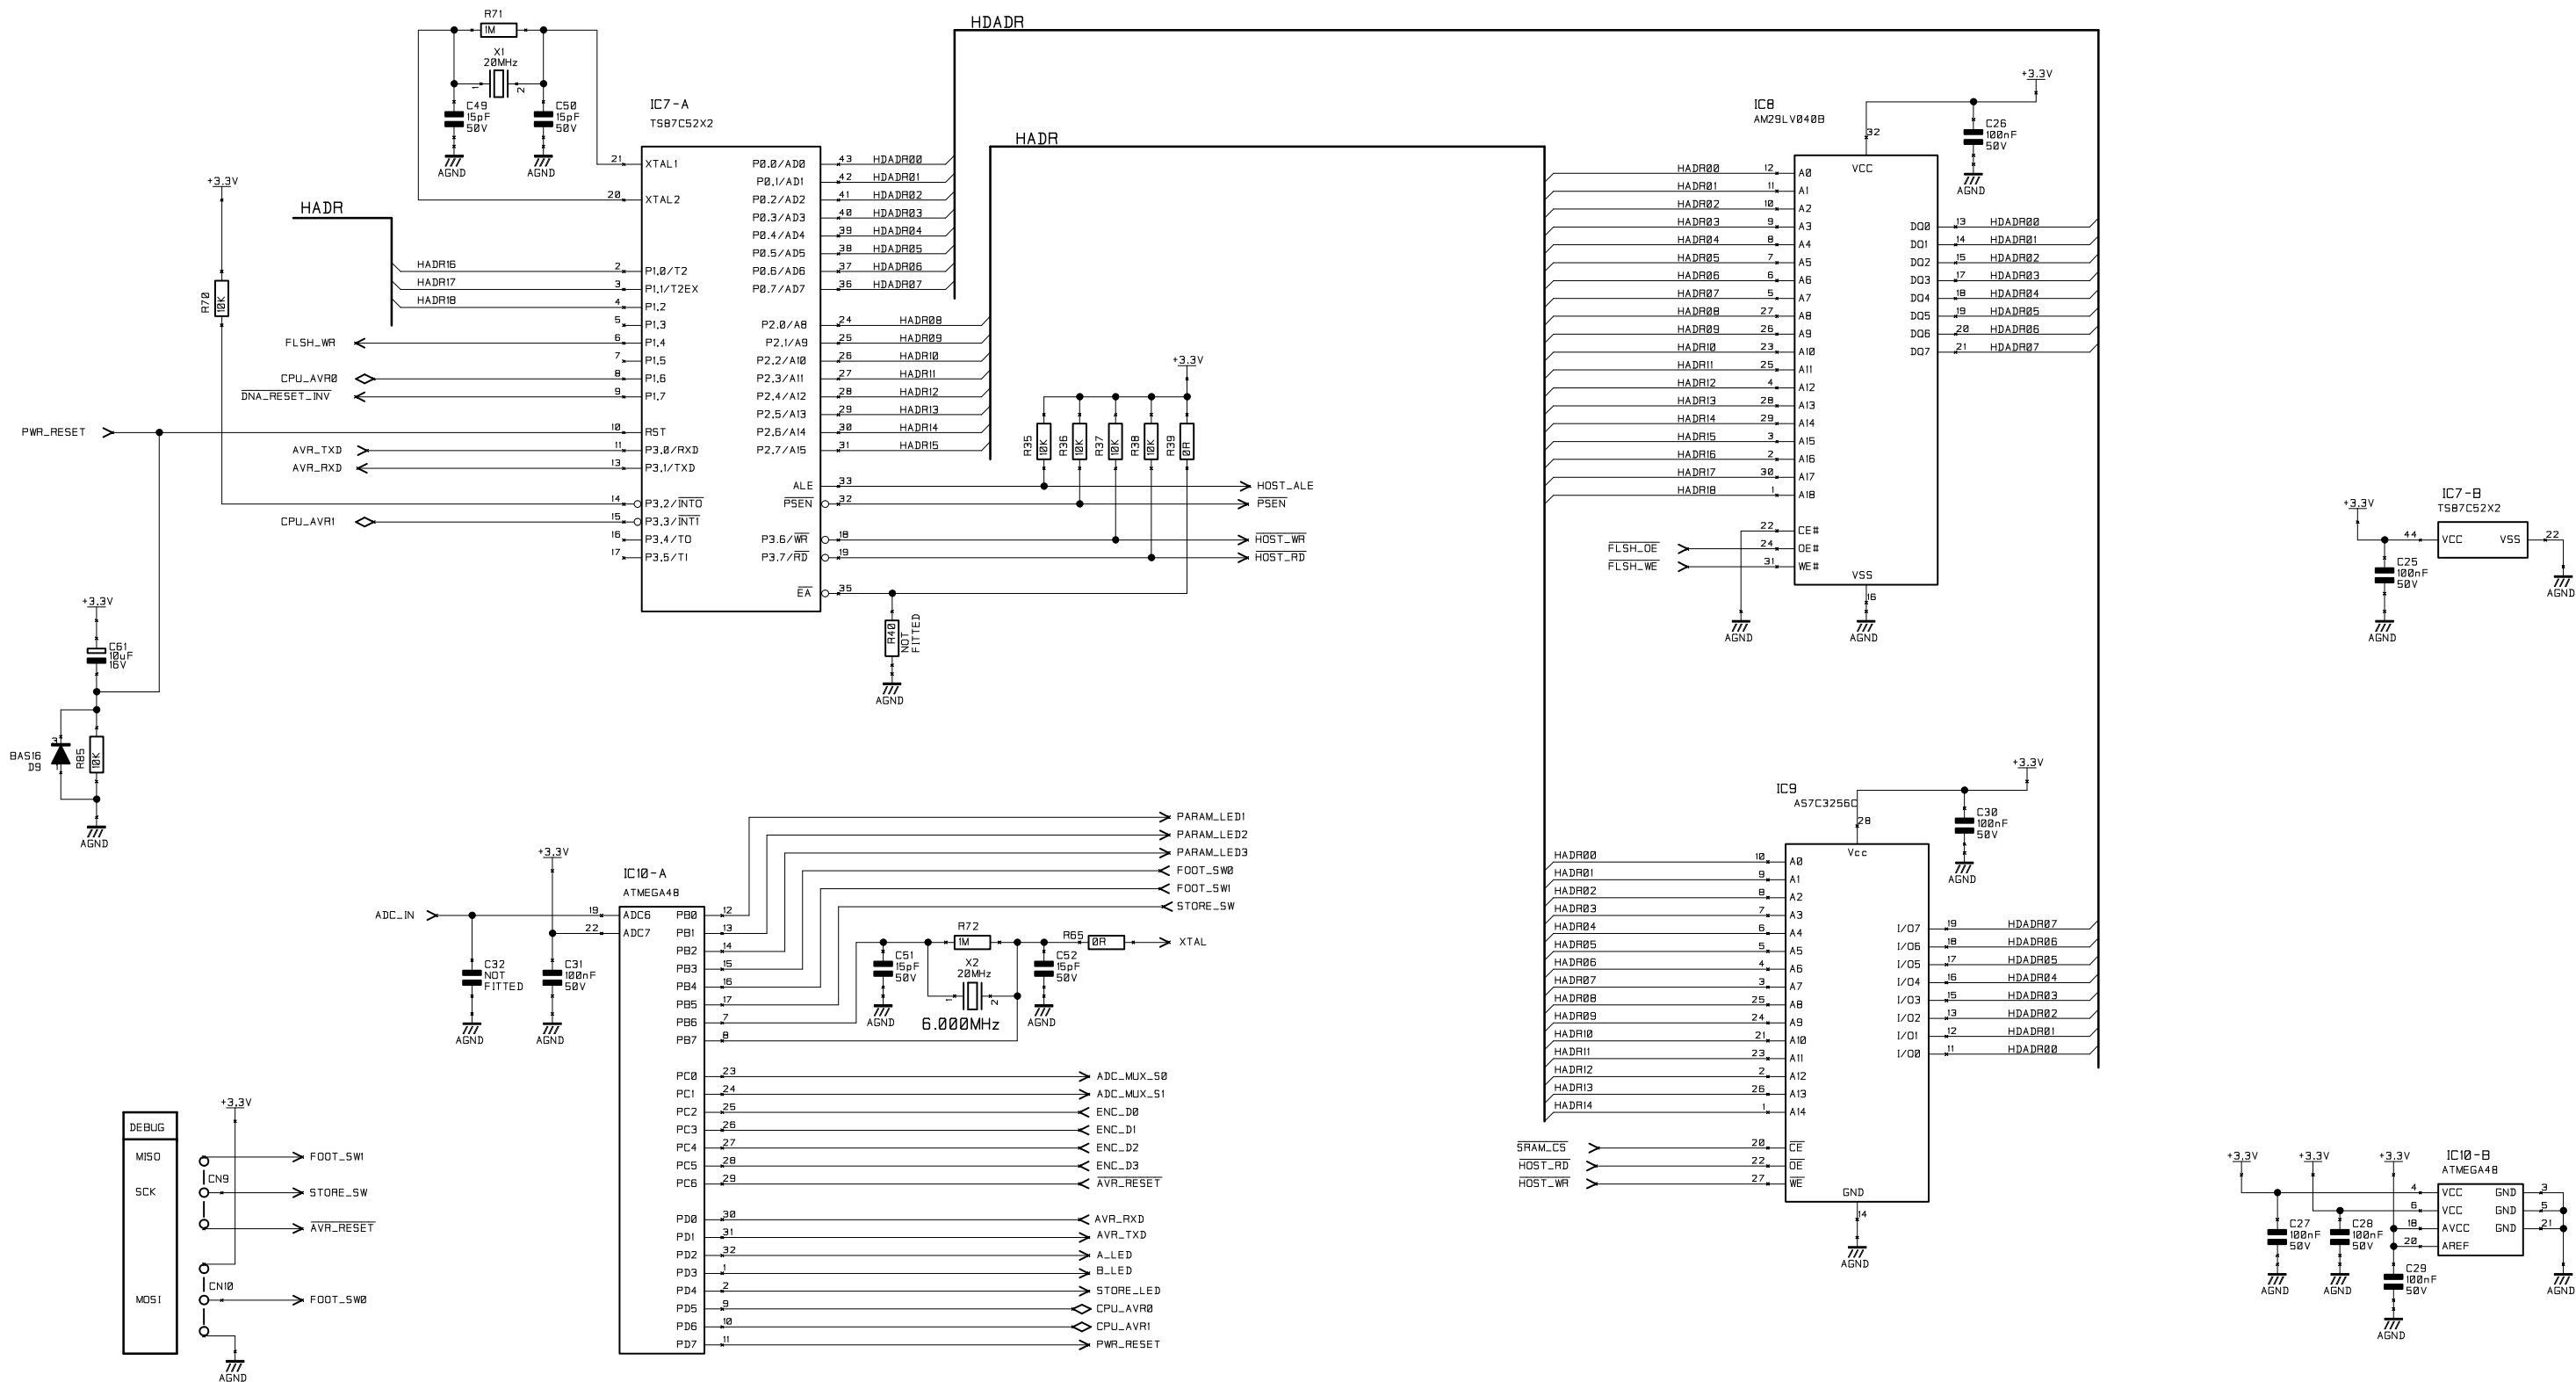 R71
1M
X1
20MHz
1
2
C49
15pF
50V
C50
15pF
50V
AGND
AGND
HDADR
HADR
IC7-A
TS87C52X2
21 XTAL1
20 XTAL2
+3.3V
R70
10K
HADR
HADR16 2 P1.0/T2
HADR17 3 P1.1/T2EX
HADR18 4 P1.2
5 P1.3
FLSH_WR 6 P1.4
7 P1.5
CPU_AVR0 8 P1.6
DNA_RESET_INV 9 P1.7
PWR_RESET 10 RST
AVR_TXD 11 P3.0/RXD
AVR_RXD 13 P3.1/TXD
14 P3.2/INT0
CPU_AVR1 15 P3.3/INT1
16 P3.4/T0
17 P3.5/T1
P0.0/AD0 43 HDADR00
P0.1/AD1 42 HDADR01
P0.2/AD2 41 HDADR02
P0.3/AD3 40 HDADR03
P0.4/AD4 39 HDADR04
P0.5/AD5 38 HDADR05
P0.6/AD6 37 HDADR06
P0.7/AD7 36 HDADR07
P2.0/A8 24 HADR08
P2.1/A9 25 HADR09
P2.2/A10 26 HADR10
P2.3/A11 27 HADR11
P2.4/A12 28 HADR12
P2.5/A13 29 HADR13
P2.6/A14 30 HADR14
P2.7/A15 31 HADR15
ALE 33 HOST_ALE
PSEN 32 PSEN
P3.6/WR 18 HOST_WR
P3.7/RD 19 HOST_RD
EA 35
+3.3V
R35
10K
R36
10K
R37
10K
R38
10K
R39
0R
R40
NOT
FITTED
AGND
+3.3V
C61
10uF
16V
BAS16
D9
3
1
R85
10K
AGND
IC8
AM29LV040B
+3.3V
C26
100nF
50V
AGND
32
VCC
HADR00 12 A0
HADR01 11 A1
HADR02 10 A2
HADR03 9 A3
HADR04 8 A4
HADR05 7 A5
HADR06 6 A6
HADR07 5 A7
HADR08 27 A8
HADR09 26 A9
HADR10 23 A10
HADR11 25 A11
HADR12 4 A12
HADR13 28 A13
HADR14 29 A14
HADR15 3 A15
HADR16 2 A16
HADR17 30 A17
HADR18 1 A18
22 CE#
FLSH_OE 24 OE#
FLSH_WE 31 WE#
DQ0 13 HDADR00
DQ1 14 HDADR01
DQ2 15 HDADR02
DQ3 17 HDADR03
DQ4 18 HDADR04
DQ5 19 HDADR05
DQ6 20 HDADR06
DQ7 21 HDADR07
VSS
16
AGND
AGND
IC7-B
TS87C52X2
+3.3V
44 VCC VSS 22
C25
100nF
50V
AGND
AGND
IC9
AS7C3256C
+3.3V
C30
100nF
50V
AGND
28
Vcc
HADR00 10 A0
HADR01 9 A1
HADR02 8 A2
HADR03 7 A3
HADR04 6 A4
HADR05 5 A5
HADR06 4 A6
HADR07 3 A7
HADR08 25 A8
HADR09 24 A9
HADR10 21 A10
HADR11 23 A11
HADR12 2 A12
HADR13 26 A13
HADR14 1 A14
SRAM_CS 20 CE
HOST_RD 22 OE
HOST_WR 27 WE
I/O7 19 HDADR07
I/O6 18 HDADR06
I/O5 17 HDADR05
I/O4 16 HDADR04
I/O3 15 HDADR03
I/O2 13 HDADR02
I/O1 12 HDADR01
I/O0 11 HDADR00
GND
14
AGND
IC10-A
ATMEGA48
+3.3V
ADC_IN 19 ADC6
22 ADC7
C32
NOT
FITTED
C31
100nF
50V
AGND
AGND
PB0 12 PARAM_LED1
PB1 13 PARAM_LED2
PB2 14 PARAM_LED3
PB3 15 FOOT_SW0
PB4 16 FOOT_SW1
PB5 17 STORE_SW
PB6 7
PB7 8
R72
1M
X2
20MHz
1
2
6.000MHz
C51
15pF
50V
AGND
C52
15pF
50V
AGND
R65
0R
XTAL
PC0 23 ADC_MUX_S0
PC1 24 ADC_MUX_S1
PC2 25 ENC_D0
PC3 26 ENC_D1
PC4 27 ENC_D2
PC5 28 ENC_D3
PC6 29 AVR_RESET
PD0 30 AVR_RXD
PD1 31 AVR_TXD
PD2 32 A_LED
PD3 1 B_LED
PD4 2 STORE_LED
PD5 9 CPU_AVR0
PD6 10 CPU_AVR1
PD7 11 PWR_RESET
DEBUG
+3.3V
MISO FOOT_SW1
CN9
SCK STORE_SW
AVR_RESET
CN10
MOSI FOOT_SW0
AGND
+3.3V
+3.3V
+3.3V
IC10-B
ATMEGA48
4 VCC GND 3
6 VCC GND 5
18 AVCC GND 21
20 AREF
C27
100nF
50V
C28
100nF
50V
C29
100nF
50V
AGND
AGND
AGND
AGND